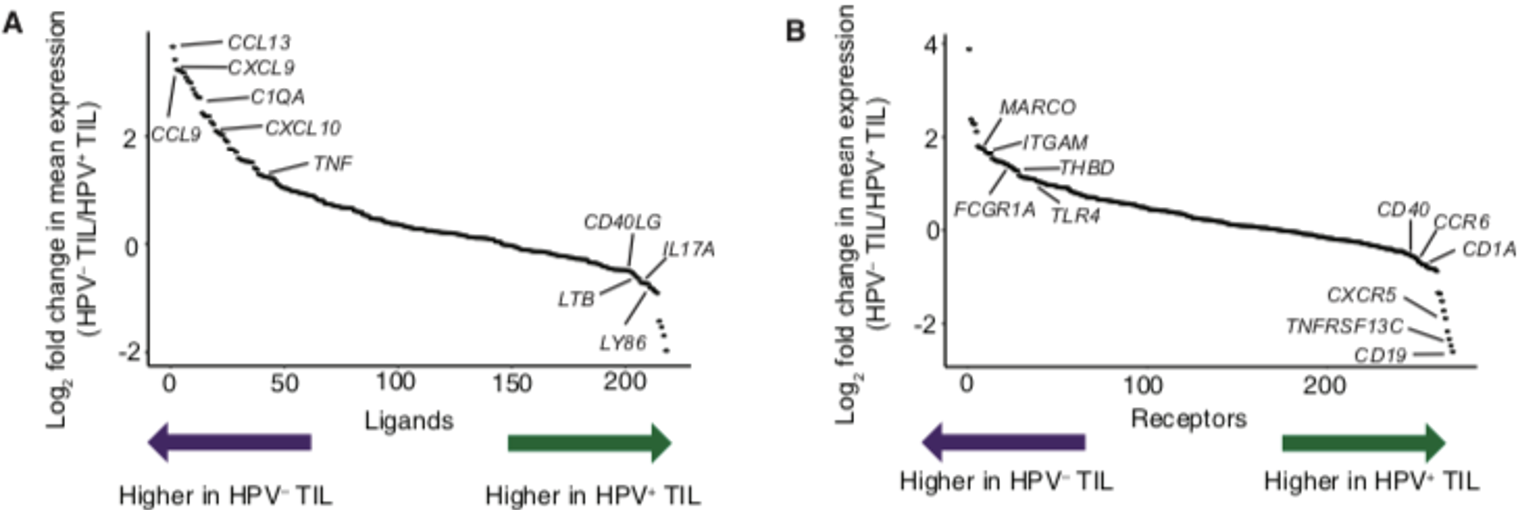 A
Log2 fold change in mean expression
(HPV− TIL/HPV+ TIL)
2
0
-2
CCL13
CXCL9
C1QA
CCL9
CXCL10
TNF
CD40LG
IL17A
LTB
LY86
0 50 100 150 200
Ligands
Higher in HPV− TIL
Higher in HPV+ TIL
B
Log2 fold change in mean expression
(HPV− TIL/HPV+ TIL)
4
2
0
-2
MARCO
ITGAM
THBD
FCGR1A
TLR4
CD40
CCR6
CD1A
CXCR5
TNFRSF13C
CD19
0 100 200
Receptors
Higher in HPV− TIL
Higher in HPV+ TIL